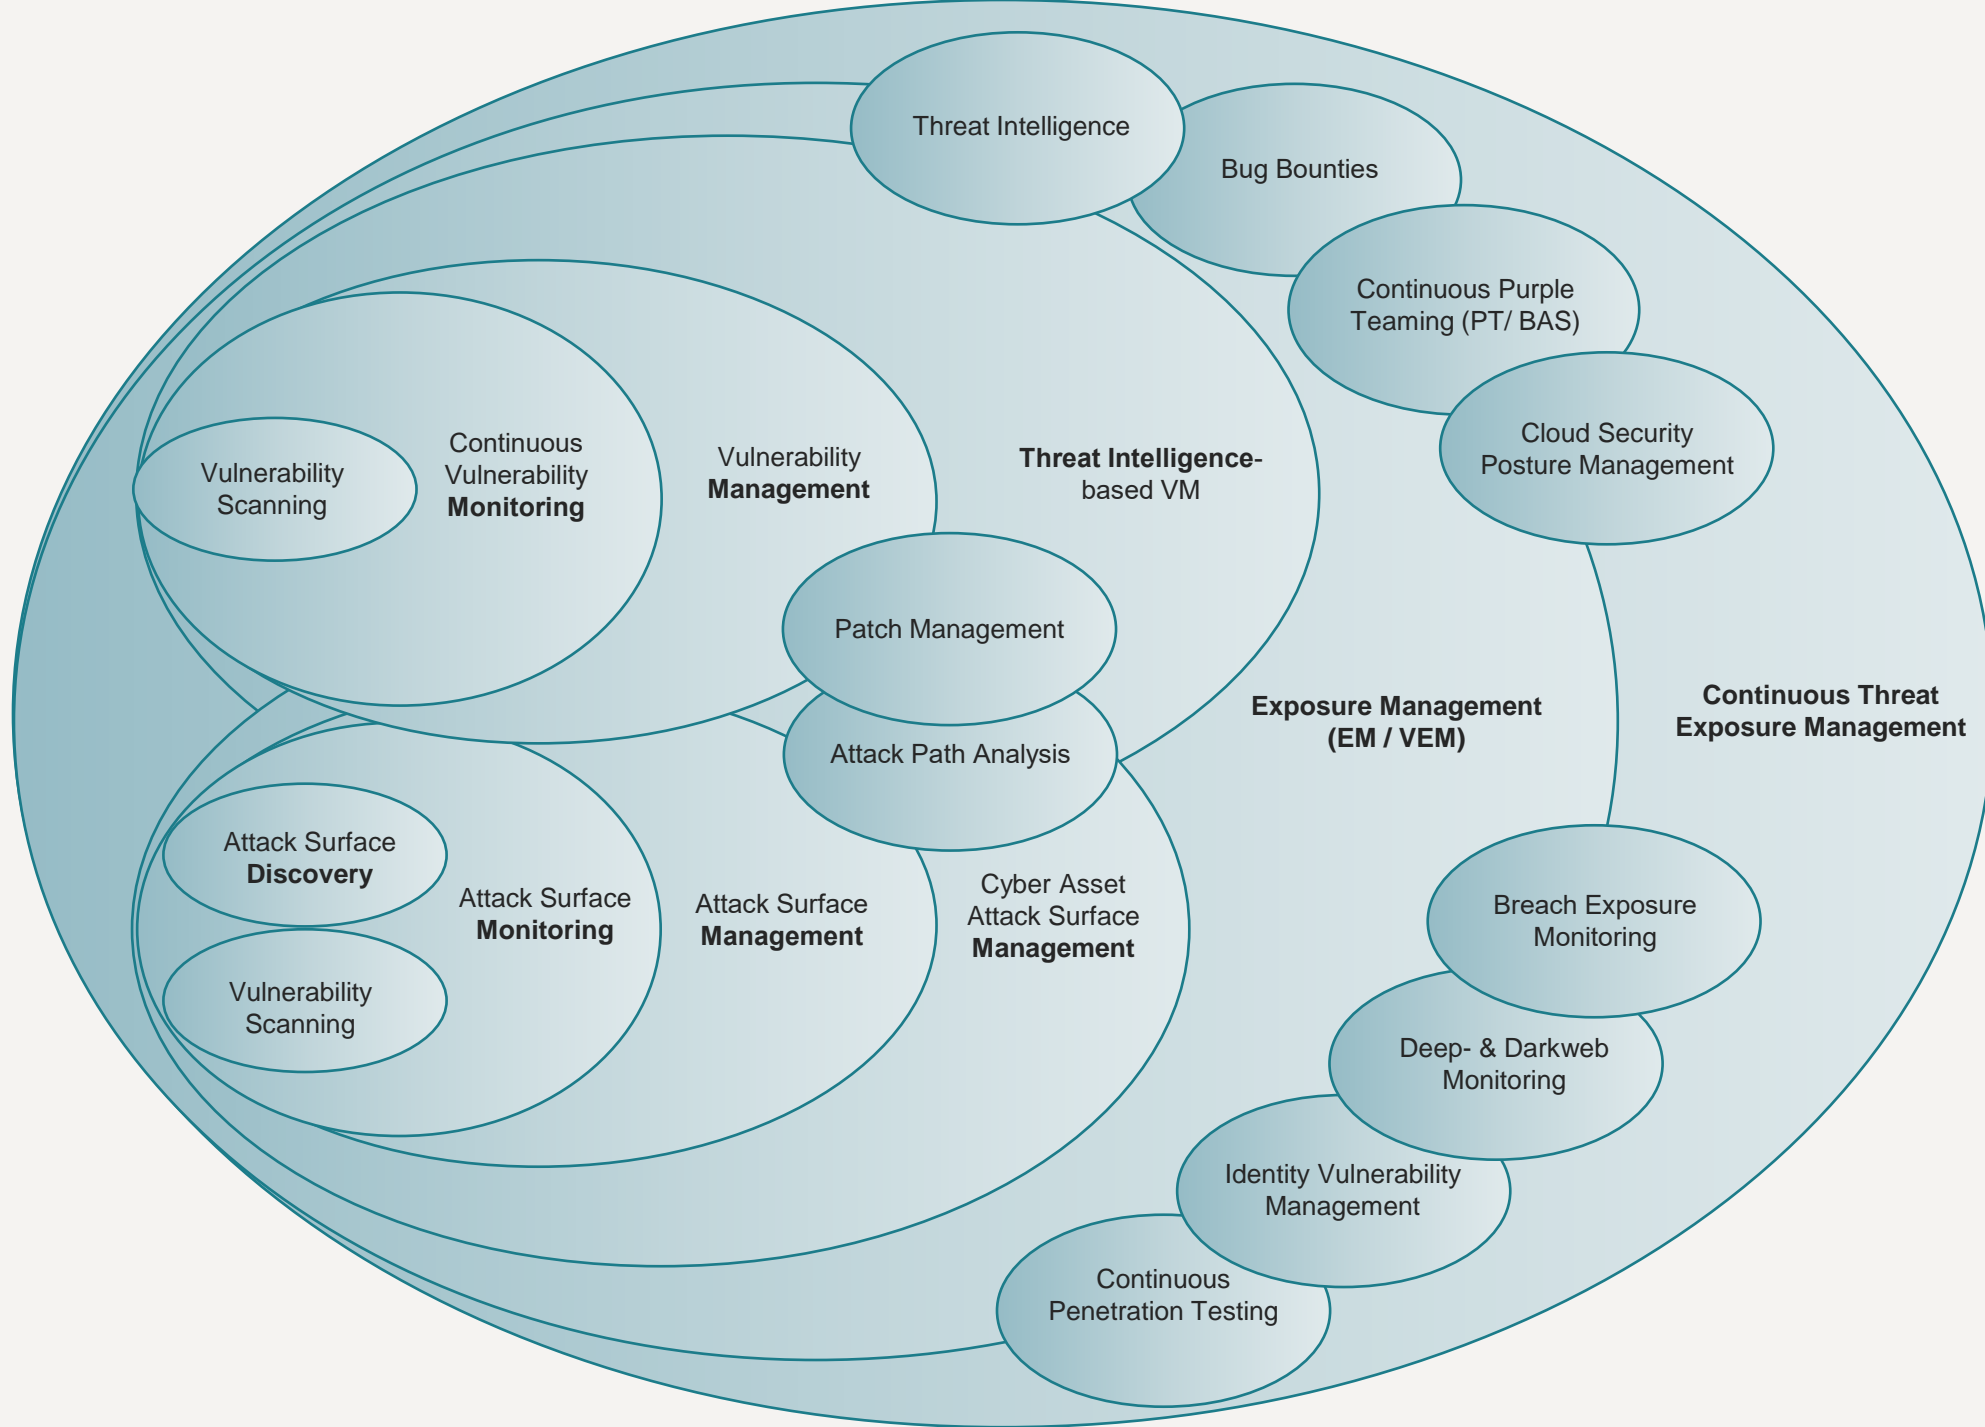 Threat Intelligence
Bug Bounties
Continuous Purple
Teaming (PT/ BAS)
Cloud Security
Posture Management
Vulnerability
Scanning
Continuous
Vulnerability
Monitoring
Vulnerability
Management
Threat Intelligence-
based VM
Patch Management
Attack Path Analysis
Exposure Management
(EM / VEM)
Continuous Threat
Exposure Management
Attack Surface
Discovery
Vulnerability
Scanning
Attack Surface
Monitoring
Attack Surface
Management
Cyber Asset
Attack Surface
Management
Breach Exposure
Monitoring
Deep- & Darkweb
Monitoring
Identity Vulnerability
Management
Continuous
Penetration Testing